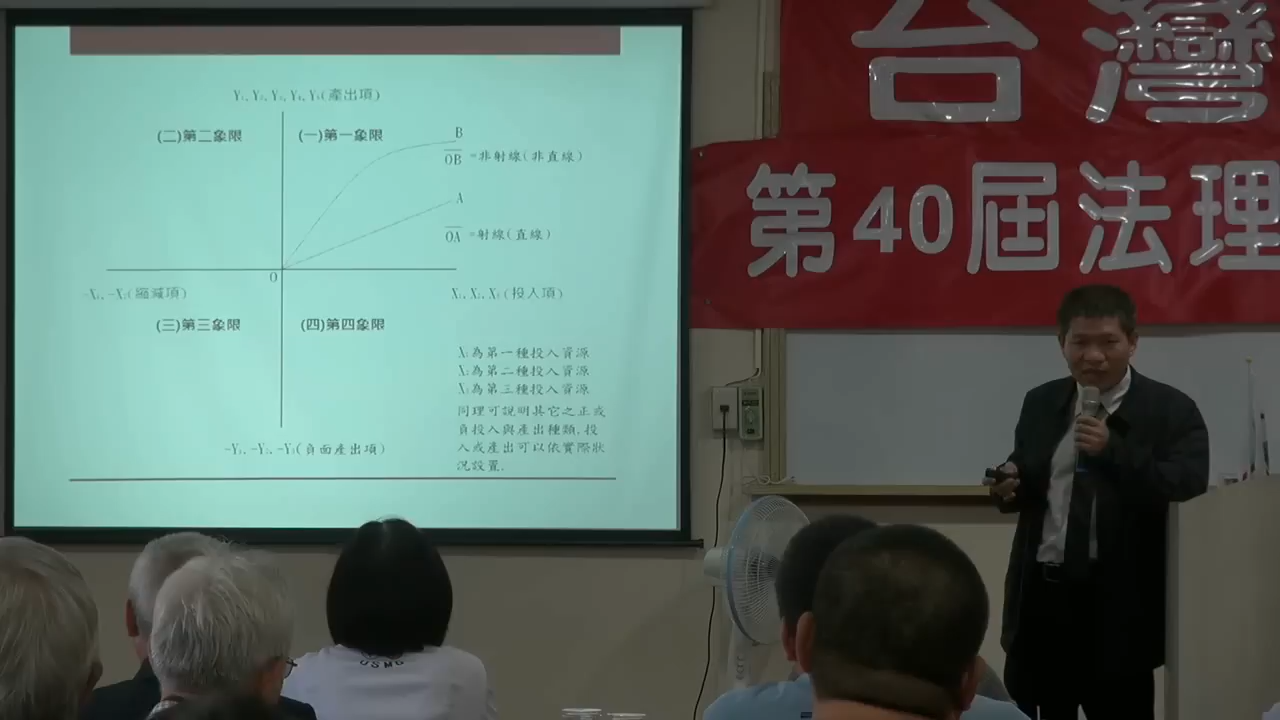 Y₁, Y₂, Y₃, Y₄, Y₅(產出項)
(二)第二象限
(一)第一象限
B
OB =非射線(非直線)
A
OA =射線(直線)
O
-X₁, -X₂(縮減項)
X₁, X₂, X₃(投入項)
(三)第三象限
(四)第四象限
X₁為第一種投入資源
X₂為第二種投入資源
X₃為第三種投入資源
同理可說明其它之正或
負投入與產出種類,投
入或產出可以依實際狀
況設置.
-Y₁, -Y₂, -Y₃(負面產出項)
台灣
第40屆法理
USMC